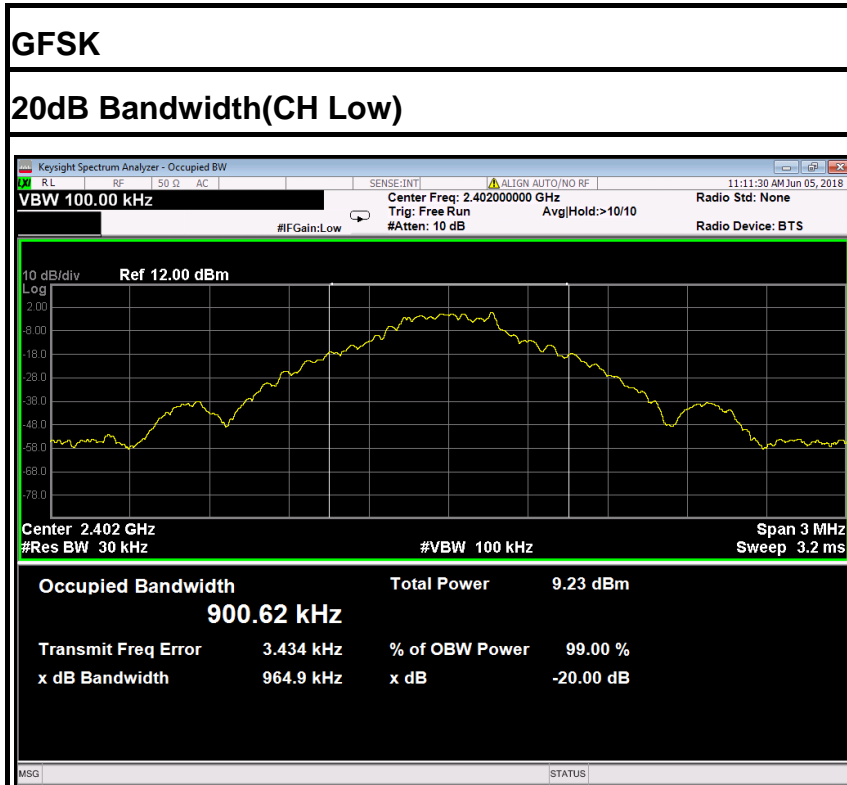 GFSK
20dB Bandwidth(CH Low)
Keysight Spectrum Analyzer - Occupied BW
RL RF 50 Ω AC SENSE:INT ALIGN AUTO/NO RF 11:11:30 AM Jun 05, 2018
VBW 100.00 kHz Center Freq: 2.402000000 GHz Radio Std: None
Trig: Free Run Avg|Hold:>10/10
#IFGain:Low #Atten: 10 dB Radio Device: BTS
10 dB/div Ref 12.00 dBm
Log
2.00
-8.00
-18.0
-28.0
-38.0
-48.0
-58.0
-68.0
-78.0
Center 2.402 GHz Span 3 MHz
#Res BW 30 kHz #VBW 100 kHz Sweep 3.2 ms
Occupied Bandwidth Total Power 9.23 dBm
900.62 kHz
Transmit Freq Error 3.434 kHz % of OBW Power 99.00 %
x dB Bandwidth 964.9 kHz x dB -20.00 dB
MSG STATUS